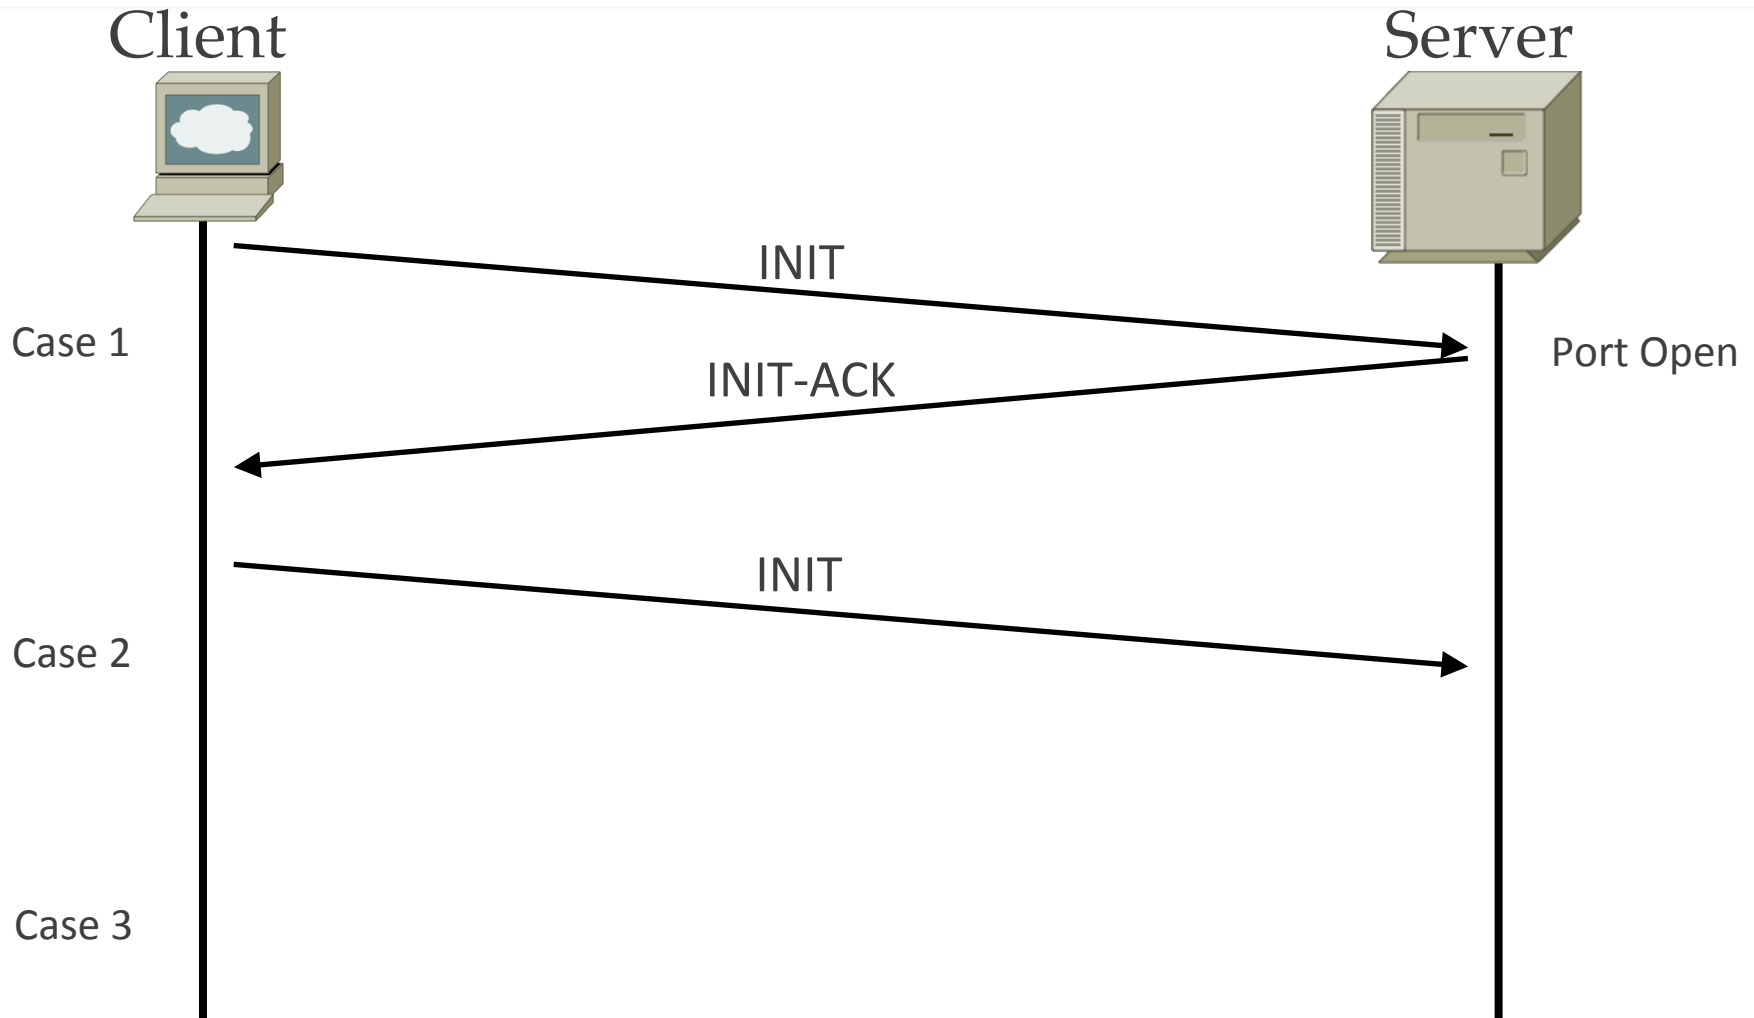 Client
Server
INIT
Case 1
Port Open
INIT-ACK
INIT
Case 2
Case 3